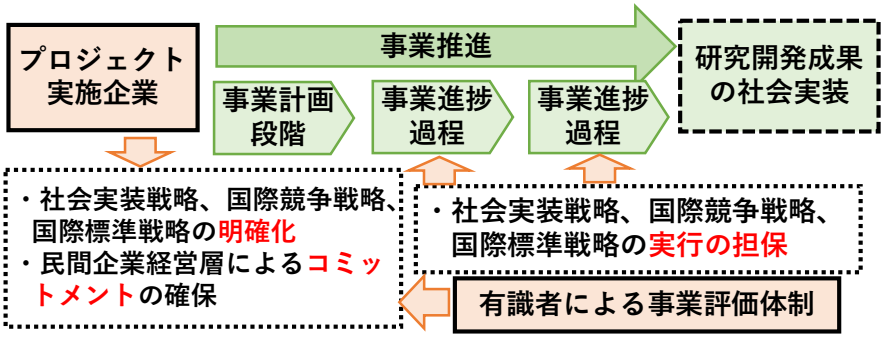 プロジェクト
実施企業
事業推進
研究開発成果
の社会実装
事業計画
段階
事業進捗
過程
事業進捗
過程
・社会実装戦略、国際競争戦略、
国際標準戦略の明確化
・民間企業経営層によるコミッ
トメントの確保
・社会実装戦略、国際競争戦略、
国際標準戦略の実行の担保
有識者による事業評価体制